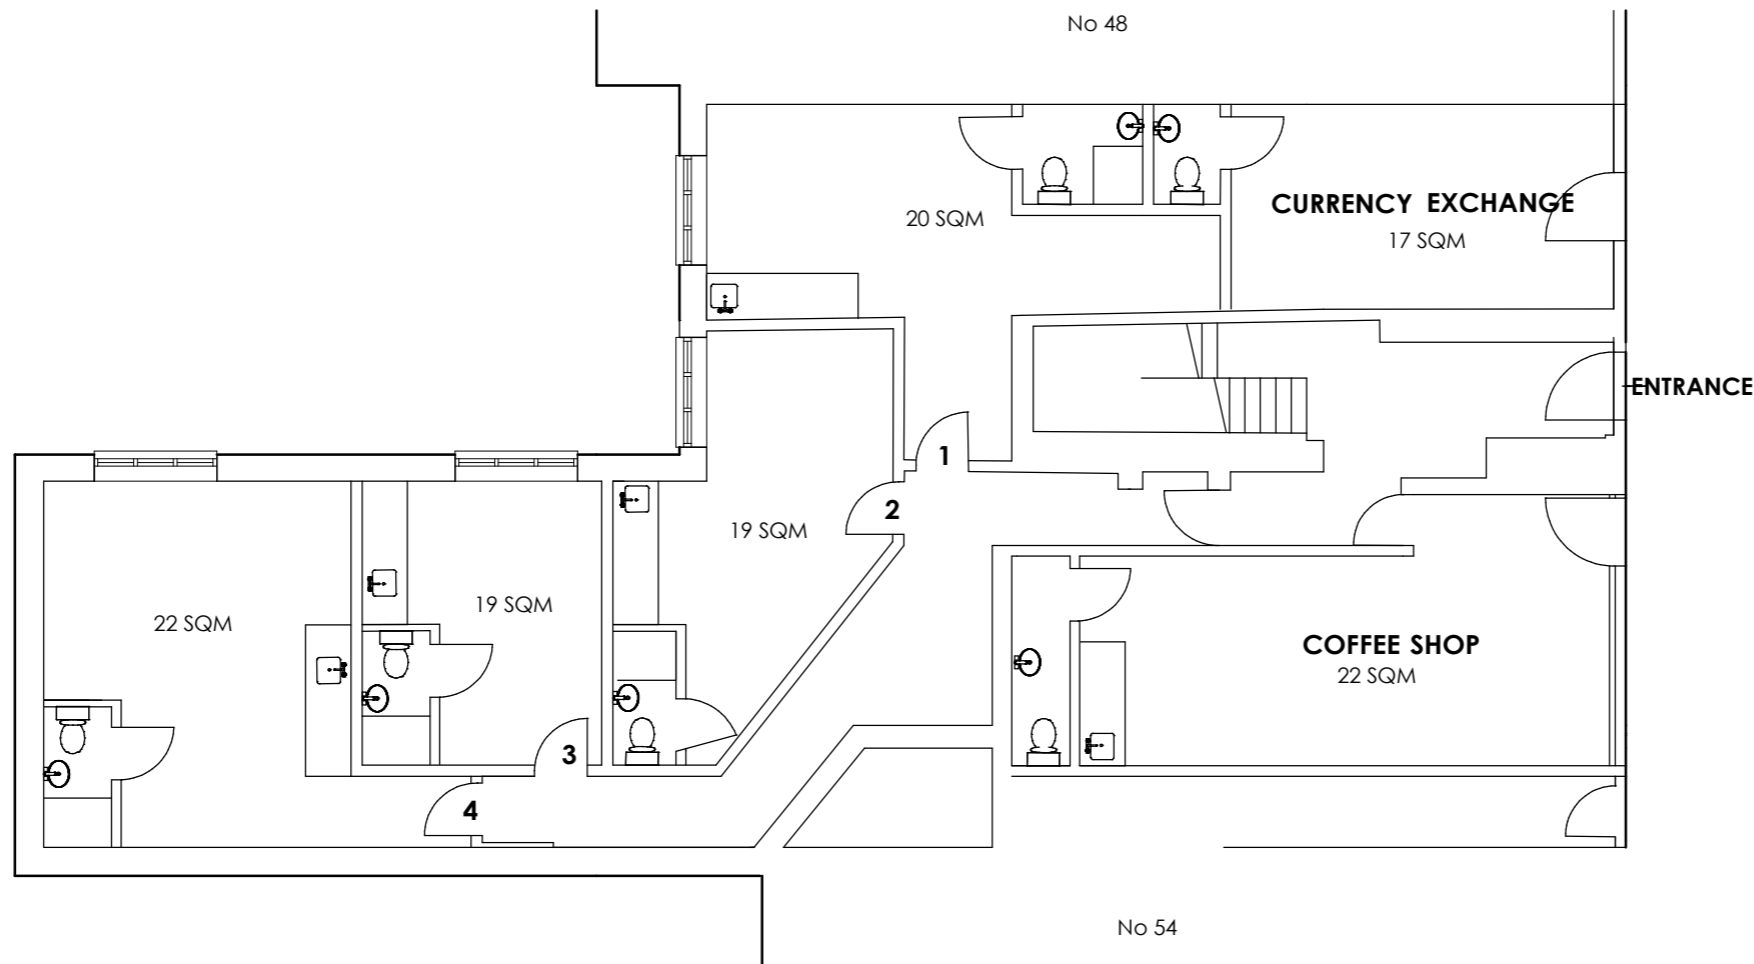 No 48
CURRENCY EXCHANGE
20 SQM
17 SQM
ENTRANCE
1
2
19 SQM
19 SQM
22 SQM
COFFEE SHOP
22 SQM
3
4
No 54